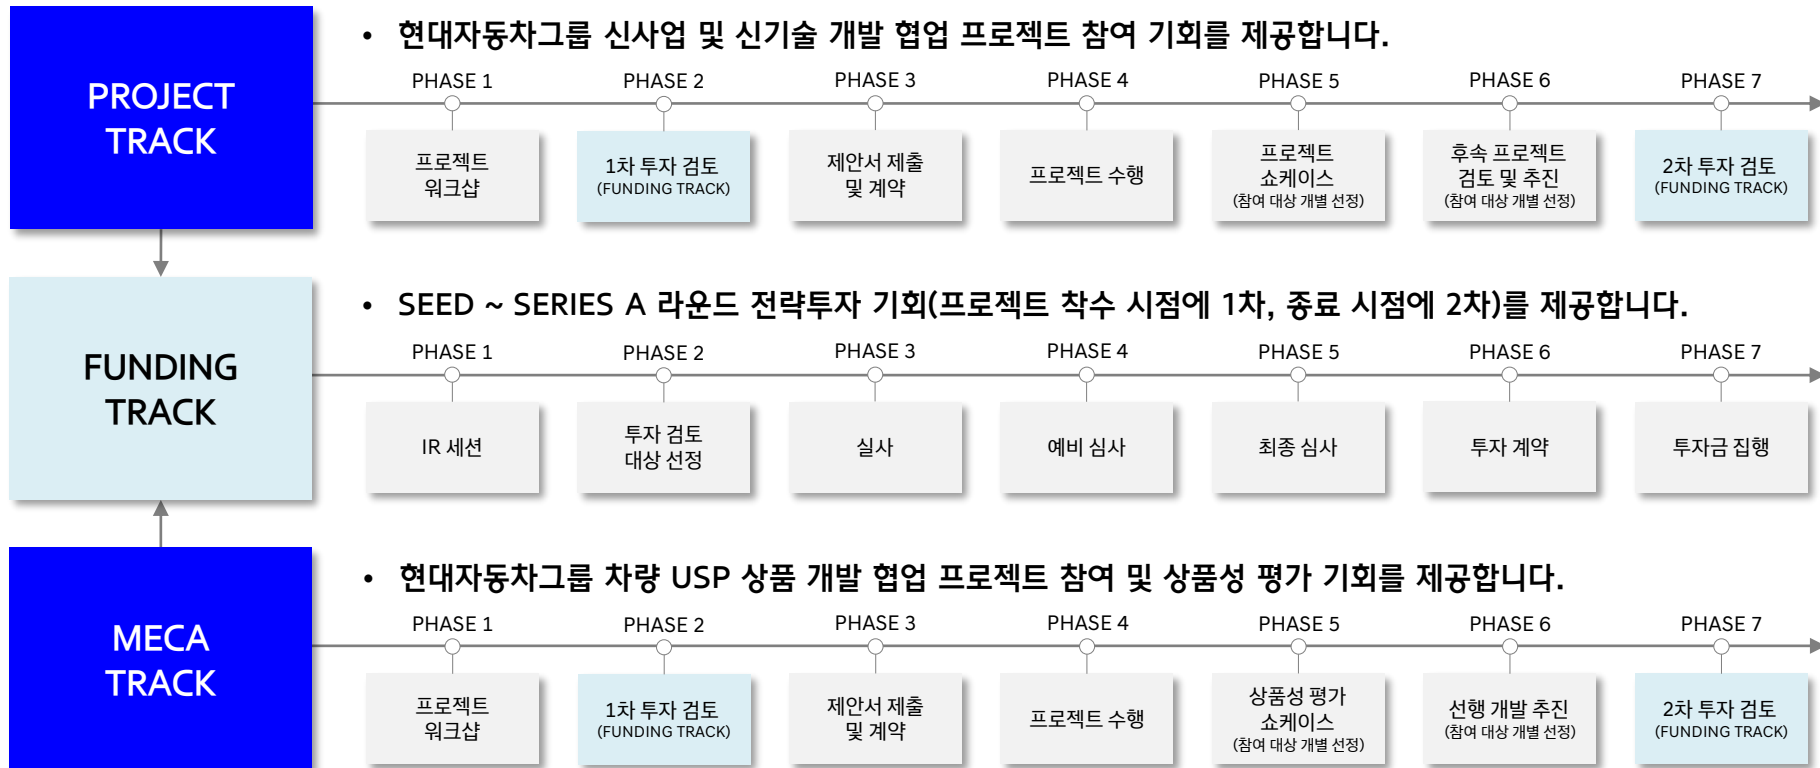 PROJECT
TRACK
• 현대자동차그룹 신사업 및 신기술 개발 협업 프로젝트 참여 기회를 제공합니다.
PHASE 1
PHASE 2
PHASE 3
PHASE 4
PHASE 5
PHASE 6
PHASE 7
프로젝트
워크샵
1차 투자 검토
(FUNDING TRACK)
제안서 제출
및 계약
프로젝트 수행
프로젝트
쇼케이스
(참여 대상 개별 선정)
후속 프로젝트
검토 및 추진
(참여 대상 개별 선정)
2차 투자 검토
(FUNDING TRACK)
FUNDING
TRACK
• SEED ~ SERIES A 라운드 전략투자 기회(프로젝트 착수 시점에 1차, 종료 시점에 2차)를 제공합니다.
PHASE 1
PHASE 2
PHASE 3
PHASE 4
PHASE 5
PHASE 6
PHASE 7
IR 세션
투자 검토
대상 선정
실사
예비 심사
최종 심사
투자 계약
투자금 집행
MECA
TRACK
• 현대자동차그룹 차량 USP 상품 개발 협업 프로젝트 참여 및 상품성 평가 기회를 제공합니다.
PHASE 1
PHASE 2
PHASE 3
PHASE 4
PHASE 5
PHASE 6
PHASE 7
프로젝트
워크샵
1차 투자 검토
(FUNDING TRACK)
제안서 제출
및 계약
프로젝트 수행
상품성 평가
쇼케이스
(참여 대상 개별 선정)
선행 개발 추진
(참여 대상 개별 선정)
2차 투자 검토
(FUNDING TRACK)